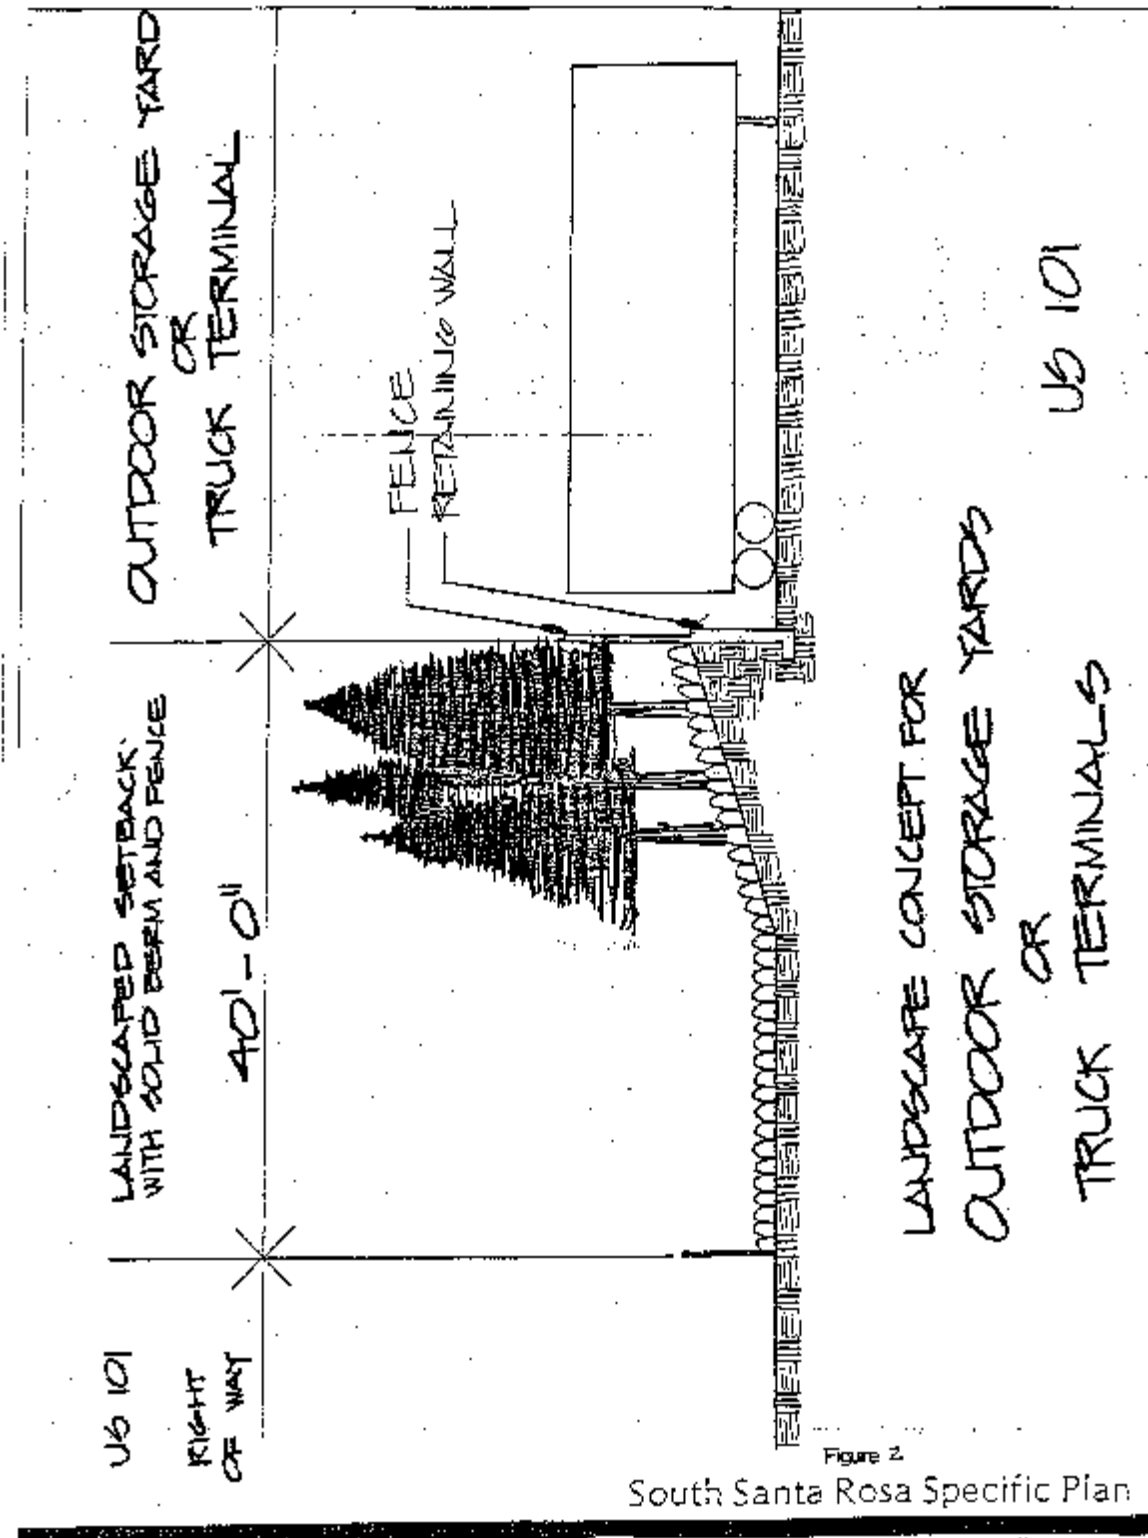 US 101
RIGHT
OF WAY
LANDSCAPED SETBACK
WITH SOLID BERM AND FENCE
40'-0"
OUTDOOR STORAGE YARD
OR
TRUCK TERMINAL
FENCE
RETAINING WALL
LANDSCAPE CONCEPT FOR
OUTDOOR STORAGE YARDS
OR
TRUCK TERMINALS
US 101
Figure 2
South Santa Rosa Specific Plan